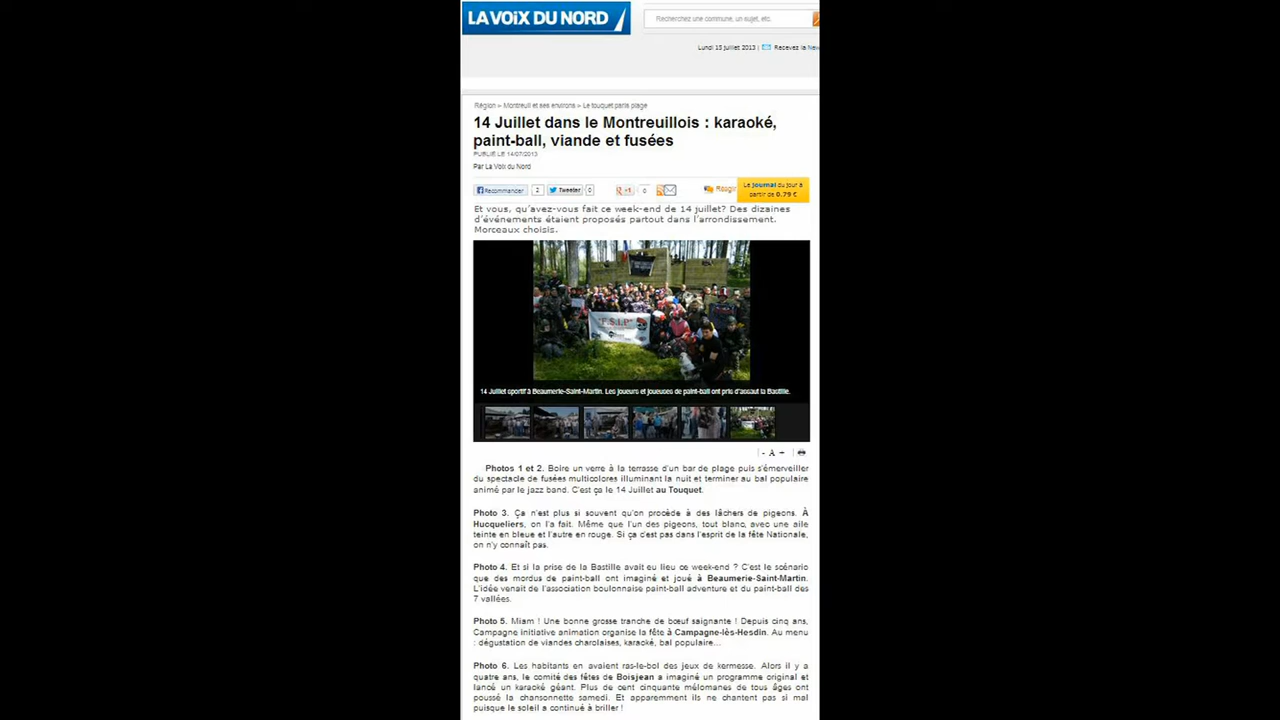 LA VOIX DU NORD
Recherchez une commune, un sujet, etc.
Lundi 15 juillet 2013 | Recevez la New
Région » Montreuil et ses environs » Le touquet paris plage
14 Juillet dans le Montreuillois : karaoké,
paint-ball, viande et fusées
PUBLIÉ LE 14/07/2013
Par La Voix du Nord
Recommander 2 Tweeter 0 +1 0 Réagir
Le journal du jour à
partir de 0.79 €
Et vous, qu'avez-vous fait ce week-end de 14 juillet? Des dizaines
d'événements étaient proposés partout dans l'arrondissement.
Morceaux choisis.
"F.S.I.P"
14 Juillet sportif à Beaumerie-Saint-Martin. Les joueurs et joueuses de paint-ball ont pris d'assaut la Bastille.
- A +
Photos 1 et 2. Boire un verre à la terrasse d'un bar de plage puis s'émerveiller
du spectacle de fusées multicolores illuminant la nuit et terminer au bal populaire
animé par le jazz band. C'est ça le 14 Juillet au Touquet.
Photo 3. Ça n'est plus si souvent qu'on procède à des lâchers de pigeons. À
Hucqueliers, on l'a fait. Même que l'un des pigeons, tout blanc, avec une aile
teinte en bleue et l'autre en rouge. Si ça c'est pas dans l'esprit de la fête Nationale,
on n'y connaît pas.
Photo 4. Et si la prise de la Bastille avait eu lieu ce week-end ? C'est le scénario
que des mordus de paint-ball ont imaginé et joué à Beaumerie-Saint-Martin.
L'idée venait de l'association boulonnaise paint-ball adventure et du paint-ball des
7 vallées.
Photo 5. Miam ! Une bonne grosse tranche de bœuf saignante ! Depuis cinq ans,
Campagne initiative animation organise la fête à Campagne-lès-Hesdin. Au menu
: dégustation de viandes charolaises, karaoké, bal populaire...
Photo 6. Les habitants en avaient ras-le-bol des jeux de kermesse. Alors il y a
quatre ans, le comité des fêtes de Boisjean a imaginé un programme original et
lancé un karaoké géant. Plus de cent cinquante mélomanes de tous âges ont
poussé la chansonnette samedi. Et apparemment ils ne chantent pas si mal
puisque le soleil a continué à briller !